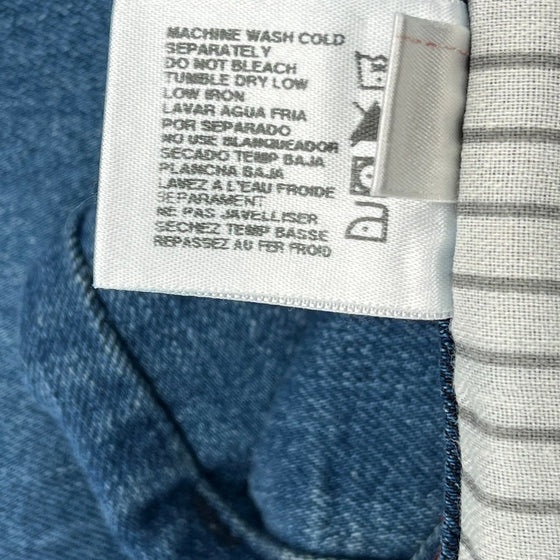 MACHINE WASH COLD
SEPARATELY
DO NOT BLEACH
TUMBLE DRY LOW
LOW IRON
LAVAR AGUA FRIA
POR SEPARADO
NO USE BLANQUEADOR
SECADO TEMP BAJA
PLANCHA BAJA
LAVEZ A L'EAU FROIDE
SEPARAMENT
NE PAS JAVELLISER
SECHEZ TEMP BASSE
REPASSEZ AU FER FROID